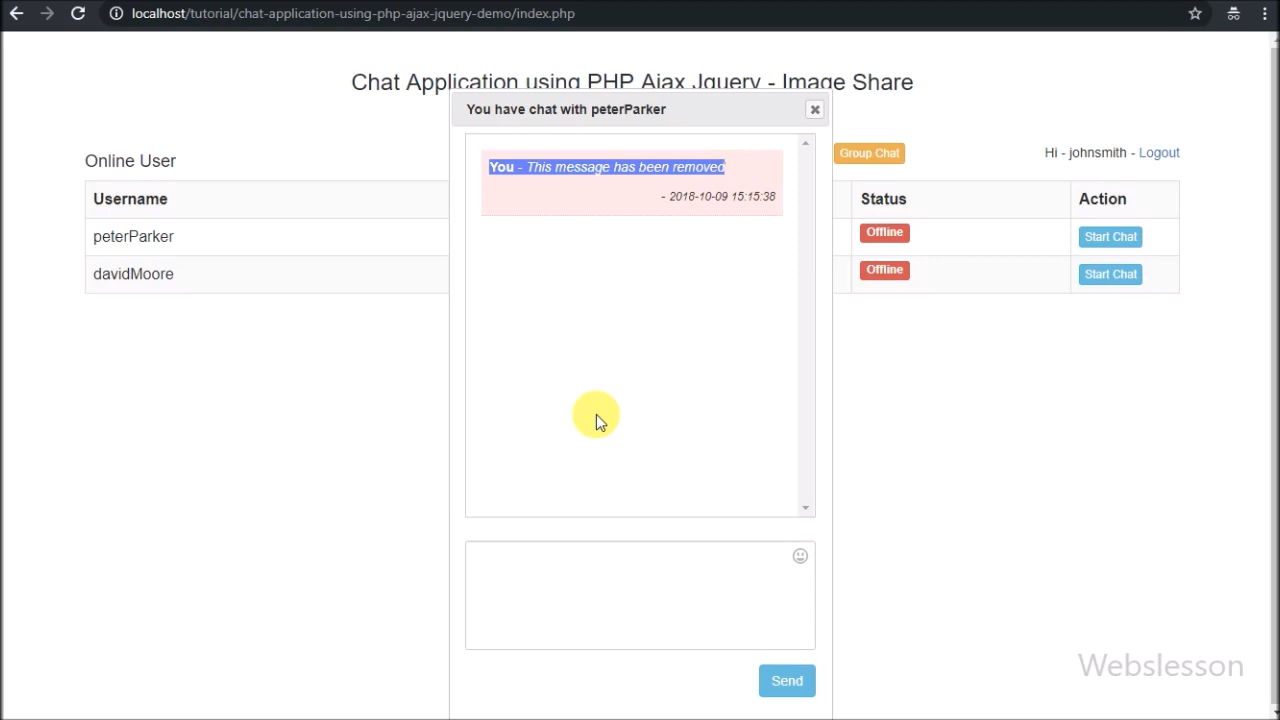 localhost/tutorial/chat-application-using-php-ajax-jquery-demo/index.php
Chat Application using PHP Ajax Jquery - Image Share
You have chat with peterParker
Online User
Group Chat
Hi - johnsmith - Logout
You - This message has been removed
- 2018-10-09 15:15:38
Username
Status
Action
peterParker
Offline
Start Chat
davidMoore
Offline
Start Chat
Send
Webslesson